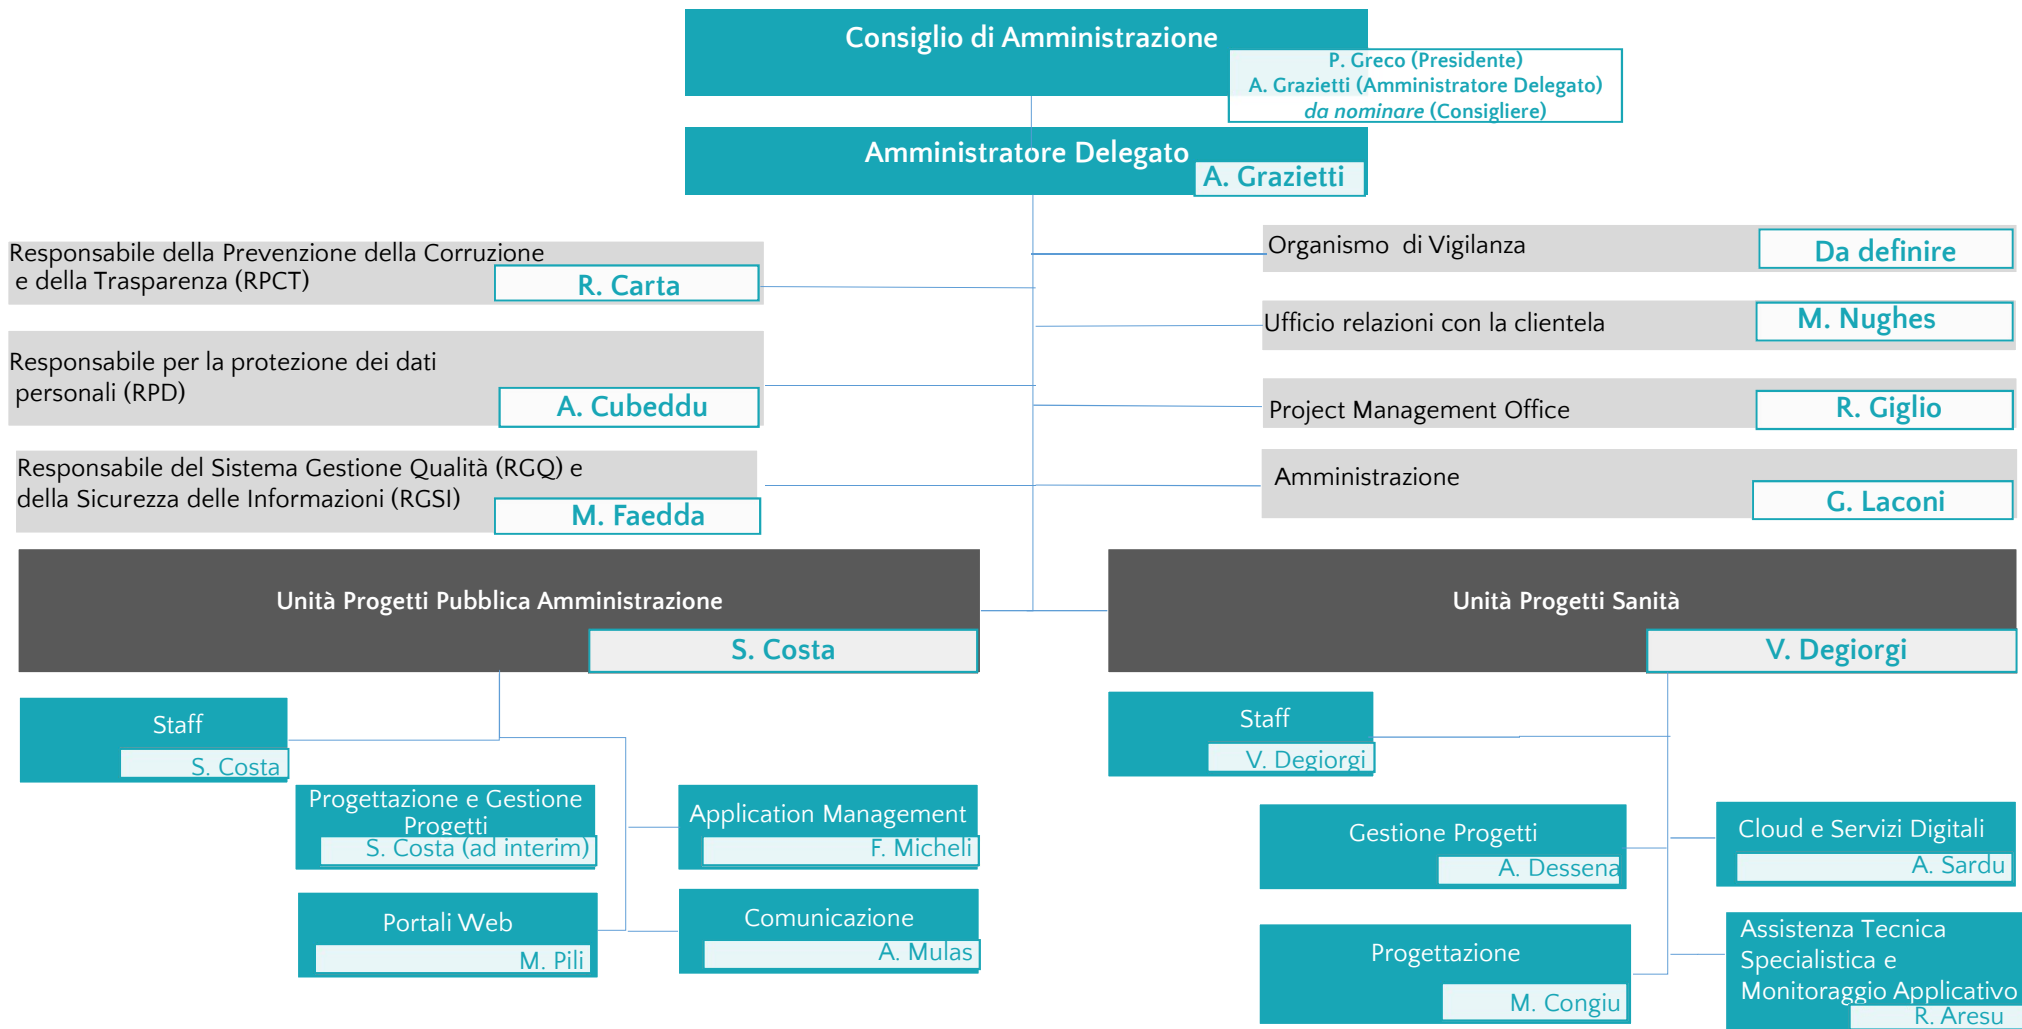 Consiglio di Amministrazione
P. Greco (Presidente)
A. Grazietti (Amministratore Delegato)
da nominare (Consigliere)
Amministratore Delegato
A. Grazietti
Responsabile della Prevenzione della Corruzione
e della Trasparenza (RPCT)
R. Carta
Organismo di Vigilanza
Da definire
Ufficio relazioni con la clientela
M. Nughes
Responsabile per la protezione dei dati
personali (RPD)
A. Cubeddu
Project Management Office
R. Giglio
Responsabile del Sistema Gestione Qualità (RGQ) e
della Sicurezza delle Informazioni (RGSI)
M. Faedda
Amministrazione
G. Laconi
Unità Progetti Pubblica Amministrazione
S. Costa
Unità Progetti Sanità
V. Degiorgi
Staff
S. Costa
Progettazione e Gestione
Progetti
S. Costa (ad interim)
Application Management
F. Micheli
Portali Web
M. Pili
Comunicazione
A. Mulas
Staff
V. Degiorgi
Gestione Progetti
A. Dessena
Cloud e Servizi Digitali
A. Sardu
Progettazione
M. Congiu
Assistenza Tecnica
Specialistica e
Monitoraggio Applicativo
R. Aresu